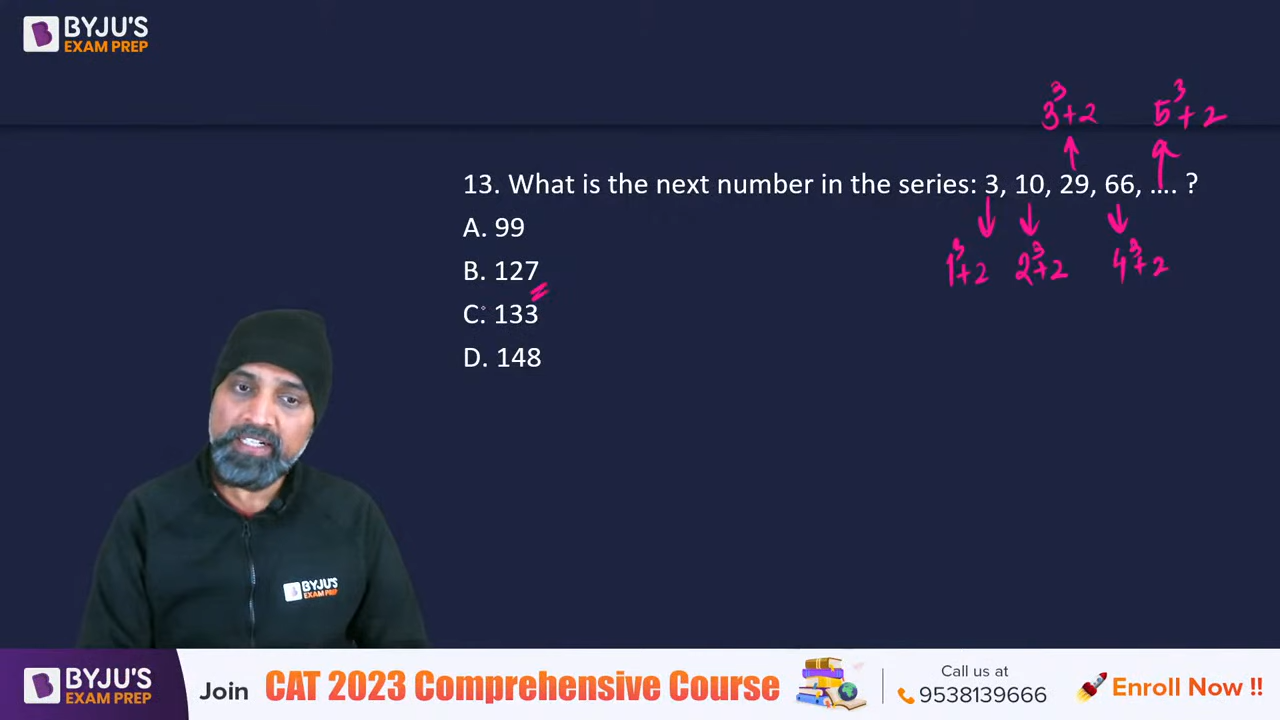 BYJU'S
EXAM PREP
3³+2 5³+2
13. What is the next number in the series: 3, 10, 29, 66, .... ?
1³+2 2³+2 4³+2
A. 99
B. 127
C. 133
D. 148
BYJU'S
EXAM PREP
BYJU'S
EXAM PREP
Join CAT 2023 Comprehensive Course
Call us at
9538139666
Enroll Now !!